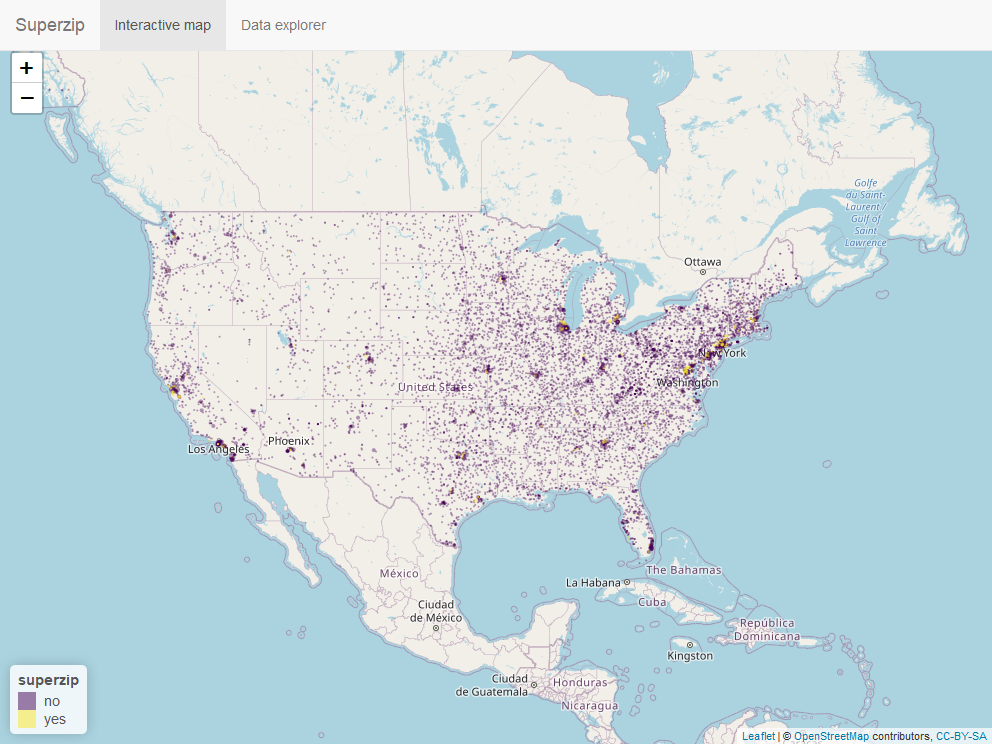 Superzip
Interactive map
Data explorer
+
−
Golfe
du Saint-
Laurent /
Gulf of
Saint
Lawrence
Ottawa
New York
Washington
United States
Phoenix
Los Angeles
The Bahamas
La Habana
Cuba
México
Ciudad
de México
República
Dominicana
Kingston
Ciudad
de Guatemala
Honduras
Nicaragua
superzip
no
yes
Leaflet | © OpenStreetMap contributors, CC-BY-SA